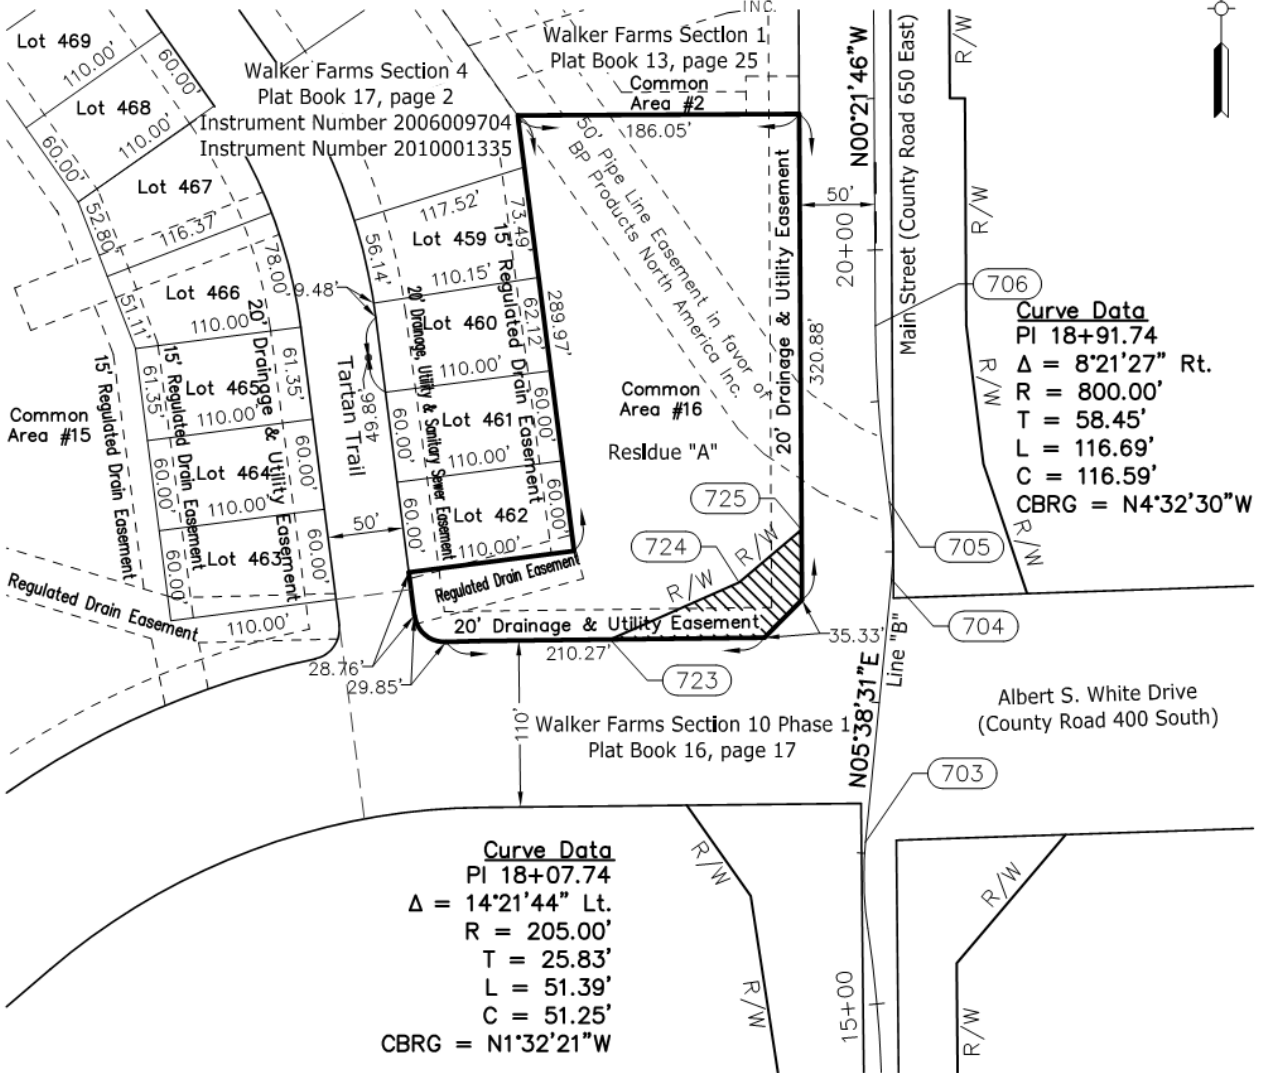 INC.
Lot 469
110.00'
60.00'
Lot 468
110.00'
60.00'
Walker Farms Section 4
Plat Book 17, page 2
Instrument Number 2006009704
Instrument Number 2010001335
Walker Farms Section 1
Plat Book 13, page 25
Common
Area #2
186.05'
N00°21'46"W
Main Street (County Road 650 East)
R/W
R/W
R/W
R/W
Lot 467
52.80'
116.37'
78.00'
117.52'
73.49'
Lot 459
56.14'
110.15'
9.48'
15' Regulated Drain Easement
50' Pipe Line Easement in favor of
BP Products North America Inc.
20' Drainage & Utility Easement
50'
20+00
706
Curve Data
PI 18+91.74
Δ = 8°21'27" Rt.
R = 800.00'
T = 58.45'
L = 116.69'
C = 116.59'
CBRG = N4°32'30"W
Lot 466
51.11'
110.00'
20' Drainage & Utility Easement
20' Drainage, Utility & Sanitary Sewer Easement
Lot 460
62.12'
289.97'
110.00'
320.88'
15' Regulated Drain Easement
15' Regulated Drain Easement
Lot 465
61.35'
61.35'
110.00'
Tartan Trail
49.98'
Common
Area #15
Common
Area #16
Residue "A"
Lot 461
60.00'
60.00'
110.00'
Lot 464
60.00'
60.00'
110.00'
Lot 462
60.00'
60.00'
110.00'
50'
Lot 463
60.00'
60.00'
110.00'
725
724
R/W
R/W
705
704
Regulated Drain Easement
Regulated Drain Easement
20' Drainage & Utility Easement
210.27'
35.33'
28.76'
29.85'
723
N05°38'31"E
Line "B"
Albert S. White Drive
(County Road 400 South)
110'
Walker Farms Section 10 Phase 1
Plat Book 16, page 17
703
Curve Data
PI 18+07.74
Δ = 14°21'44" Lt.
R = 205.00'
T = 25.83'
L = 51.39'
C = 51.25'
CBRG = N1°32'21"W
R/W
R/W
15+00
R/W
R/W